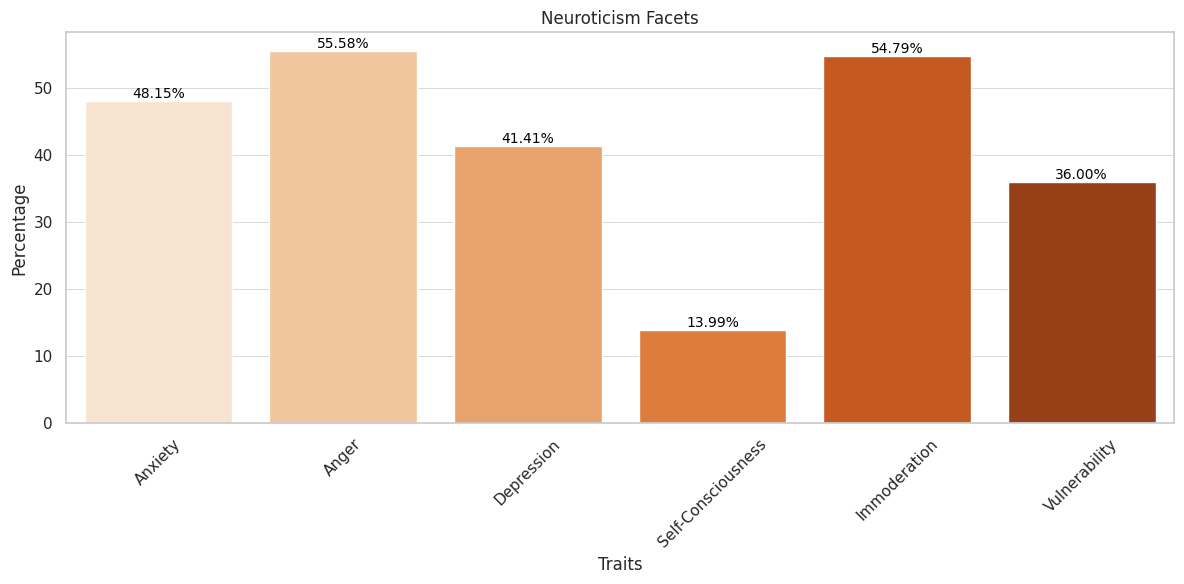 Neuroticism Facets
Percentage
50
40
30
20
10
0
48.15%
55.58%
41.41%
13.99%
54.79%
36.00%
Anxiety
Anger
Depression
Self-Consciousness
Immoderation
Vulnerability
Traits